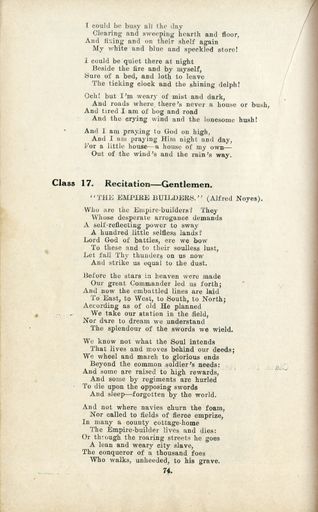 I could be busy all the day
Clearing and sweeping hearth and floor,
And fixing and on their shelf again
My white and blue and speckled store!
I could be quiet there at night
Beside the fire and by myself,
Sure of a bed, and loth to leave
The ticking clock and the shining delph!
Och! but I'm weary of mist and dark,
And roads where there's never a house or bush,
And tired I am of bog and road
And the crying wind and the lonesome hush!
And I am praying to God on high,
And I am praying Him night and day,
For a little house—a house of my own—
Out of the wind's and the rain's way.
Class 17. Recitation—Gentlemen.
"THE EMPIRE BUILDERS." (Alfred Noyes).
Who are the Empire-builders? They
Whose desperate arrogance demands
A self-reflecting power to sway
A hundred little selfless lands?
Lord God of battles, ere we bow
To these and to their soulless lust,
Let fall Thy thunders on us now
And strike us equal to the dust.
Before the stars in heaven were made
Our great Commander led us forth;
And now the embattled lines are laid
To East, to West, to South, to North;
According as of old He planned
We take our station in the field,
Nor dare to dream we understand
The splendour of the swords we wield.
We know not what the Soul intends
That lives and moves behind our deeds;
We wheel and march to glorious ends
Beyond the common soldier's needs:
And some are raised to high rewards,
And some by regiments are hurled
To die upon the opposing swords
And sleep—forgotten by the world.
And not where navies churn the foam,
Nor called to fields of fierce emprize,
In many a county cottage-home
The Empire-builder lives and dies:
Or through the roaring streets he goes
A lean and weary city slave,
The conqueror of a thousand foes
Who walks, unheeded, to his grave.
74.